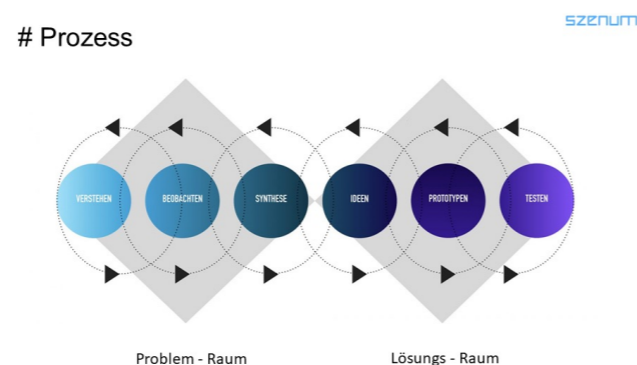 szenum
# Prozess
VERSTEHEN
BEOBACHTEN
SYNTHESE
IDEEN
PROTOTYPEN
TESTEN
Problem - Raum
Lösungs - Raum